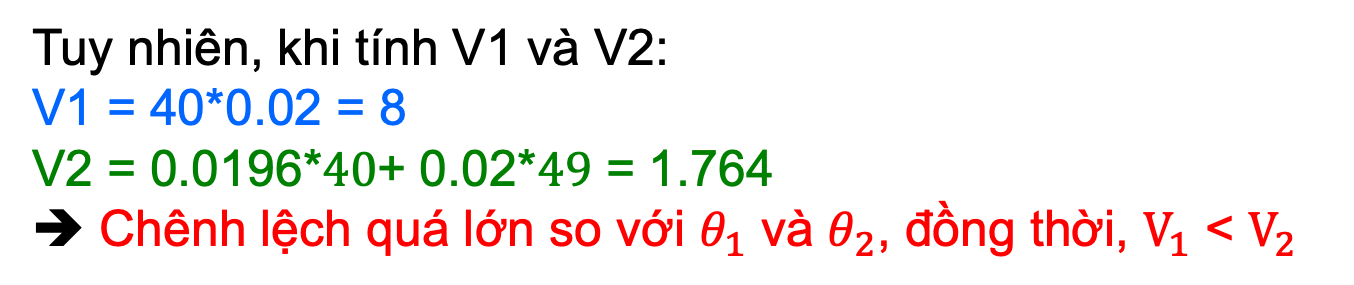 Tuy nhiên, khi tính V1 và V2:
V1 = 40*0.02 = 8
V2 = 0.0196*40+ 0.02*49 = 1.764
➔ Chênh lệch quá lớn so với θ₁ và θ₂, đồng thời, V₁ < V₂